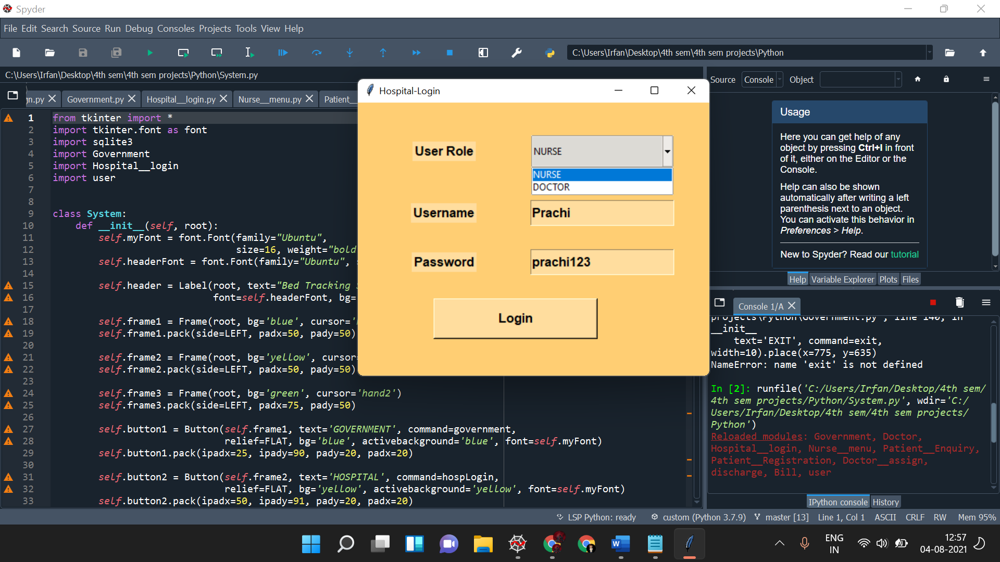 Spyder
File Edit Search Source Run Debug Consoles Projects Tools View Help
C:\Users\Irfan\Desktop\4th sem\4th sem projects\Python
C:\Users\Irfan\Desktop\4th sem\4th sem projects\Python\System.py
Government.py Hospital__login.py Nurse__menu.py Patient__
1 from tkinter import *
2 import tkinter.font as font
3 import sqlite3
4 import Government
5 import Hospital__login
6 import user
7
8
9 class System:
10 def __init__(self, root):
11 self.myFont = font.Font(family="Ubuntu",
12 size=16, weight="bold
13 self.headerFont = font.Font(family="Ubuntu",
14
15 self.header = Label(root, text="Bed Tracking
16 font=self.headerFont, bg=
17
18 self.frame1 = Frame(root, bg='blue', cursor='
19 self.frame1.pack(side=LEFT, padx=50, pady=50)
20
21 self.frame2 = Frame(root, bg='yellow', cursor
22 self.frame2.pack(side=LEFT, padx=50, pady=50)
23
24 self.frame3 = Frame(root, bg='green', cursor='hand2')
25 self.frame3.pack(side=LEFT, padx=75, pady=50)
26
27 self.button1 = Button(self.frame1, text='GOVERNMENT', command=government,
28 relief=FLAT, bg='blue', activebackground='blue', font=self.myFont)
29 self.button1.pack(ipadx=25, ipady=90, pady=20, padx=20)
30
31 self.button2 = Button(self.frame2, text='HOSPITAL', command=hospLogin,
32 relief=FLAT, bg='yellow', activebackground='yellow', font=self.myFont)
33 self.button2.pack(ipadx=50, ipady=91, pady=20, padx=20)
Hospital-Login
User Role NURSE
NURSE
DOCTOR
Username Prachi
Password prachi123
Login
Source Console Object
Usage
Here you can get help of any
object by pressing Ctrl+I in front
of it, either on the Editor or the
Console.
Help can also be shown
automatically after writing a left
parenthesis next to an object.
You can activate this behavior in
Preferences > Help.
New to Spyder? Read our tutorial
Help Variable Explorer Plots Files
Console 1/A
projects\Python\Government.py", line 140, in
__init__
text='EXIT', command=exit,
width=10).place(x=775, y=635)
NameError: name 'exit' is not defined
In [2]: runfile('C:/Users/Irfan/Desktop/4th sem/
4th sem projects/Python/System.py', wdir='C:/
Users/Irfan/Desktop/4th sem/4th sem projects/
Python')
Reloaded modules: Government, Doctor,
Hospital__login, Nurse__menu, Patient__Enquiry,
Patient__Registration, Doctor__assign,
discharge, Bill, user
IPython console History
LSP Python: ready custom (Python 3.7.9) master [13] Line 1, Col 1 ASCII CRLF RW Mem 95%
ENG
IN
12:57
04-08-2021